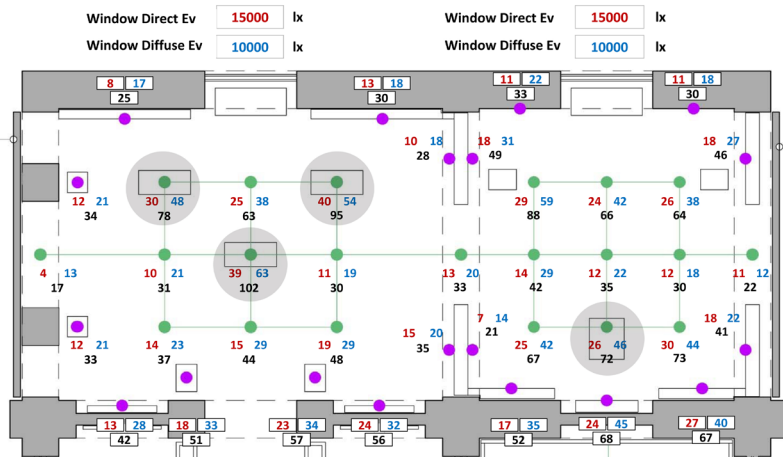 Window Direct Ev 15000 lx Window Direct Ev 15000 lx
Window Diffuse Ev 10000 lx Window Diffuse Ev 10000 lx
8 17 13 18 11 22 11 18
25 30 33 30
10 18 18 31 18 27
28 49 46
12 21 30 48 25 38 40 54 29 59 24 42 26 38
34 78 63 95 88 66 64
4 13 10 21 39 63 11 19 13 20 14 29 12 22 12 18 11 12
17 31 102 30 33 42 35 30 22
15 20 7 14 18 22
35 21 41
12 21 14 23 15 29 19 29 25 42 26 46 30 44
33 37 44 48 67 72 73
13 28 18 33 23 34 24 32 17 35 24 45 27 40
42 51 57 56 52 68 67